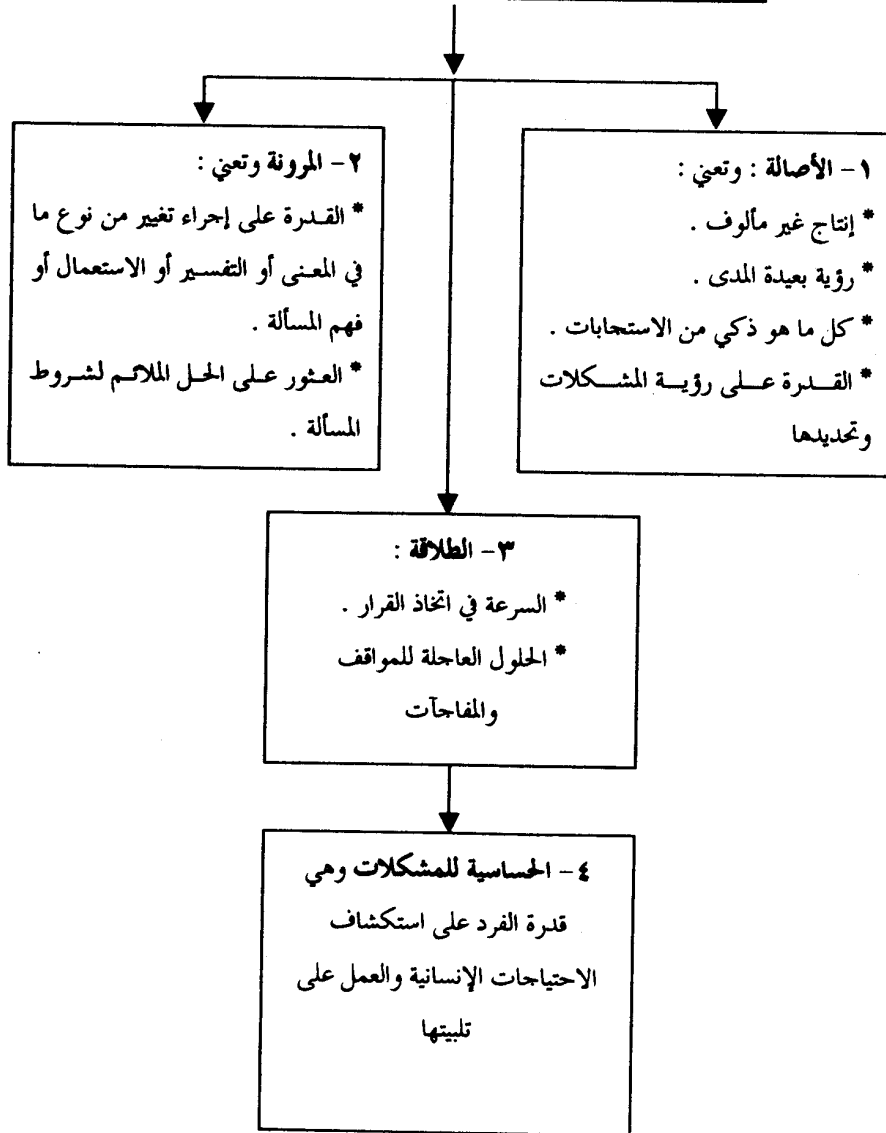 ١- الأصالة : وتعني :
* إنتاج غير مألوف .
* رؤية بعيدة المدى .
* كل ما هو ذكي من الاستجابات .
* القدرة على رؤية المشكلات
وتحديدها
٢- المرونة وتعني :
* القدرة على إجراء تغيير من نوع ما
في المعنى أو التفسير أو الاستعمال أو
فهم المسألة .
* العثور على الحل الملائم لشروط
المسألة .
٣- الطلاقة :
* السرعة في اتخاذ القرار .
* الحلول العاجلة للمواقف
والمفاجآت
٤- الحساسية للمشكلات وهي
قدرة الفرد على استكشاف
الاحتياجات الإنسانية والعمل على
تلبيتها